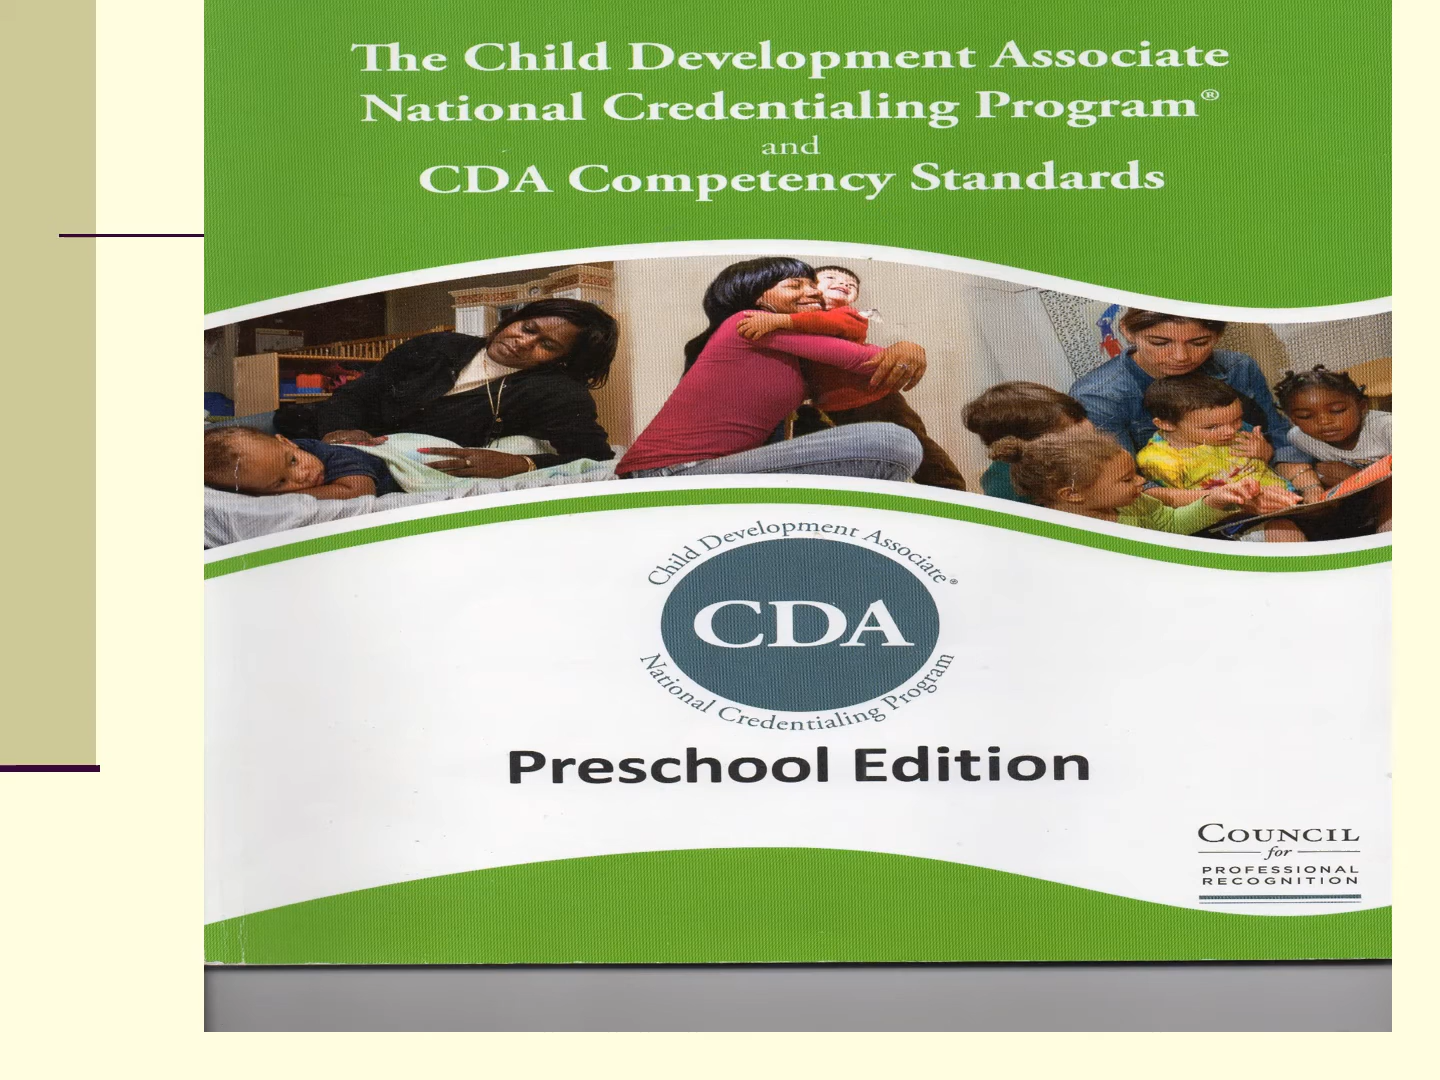 The Child Development Associate
National Credentialing Program®
and
CDA Competency Standards
Child Development Associate®
CDA
National Credentialing Program
Preschool Edition
COUNCIL
for
PROFESSIONAL
RECOGNITION